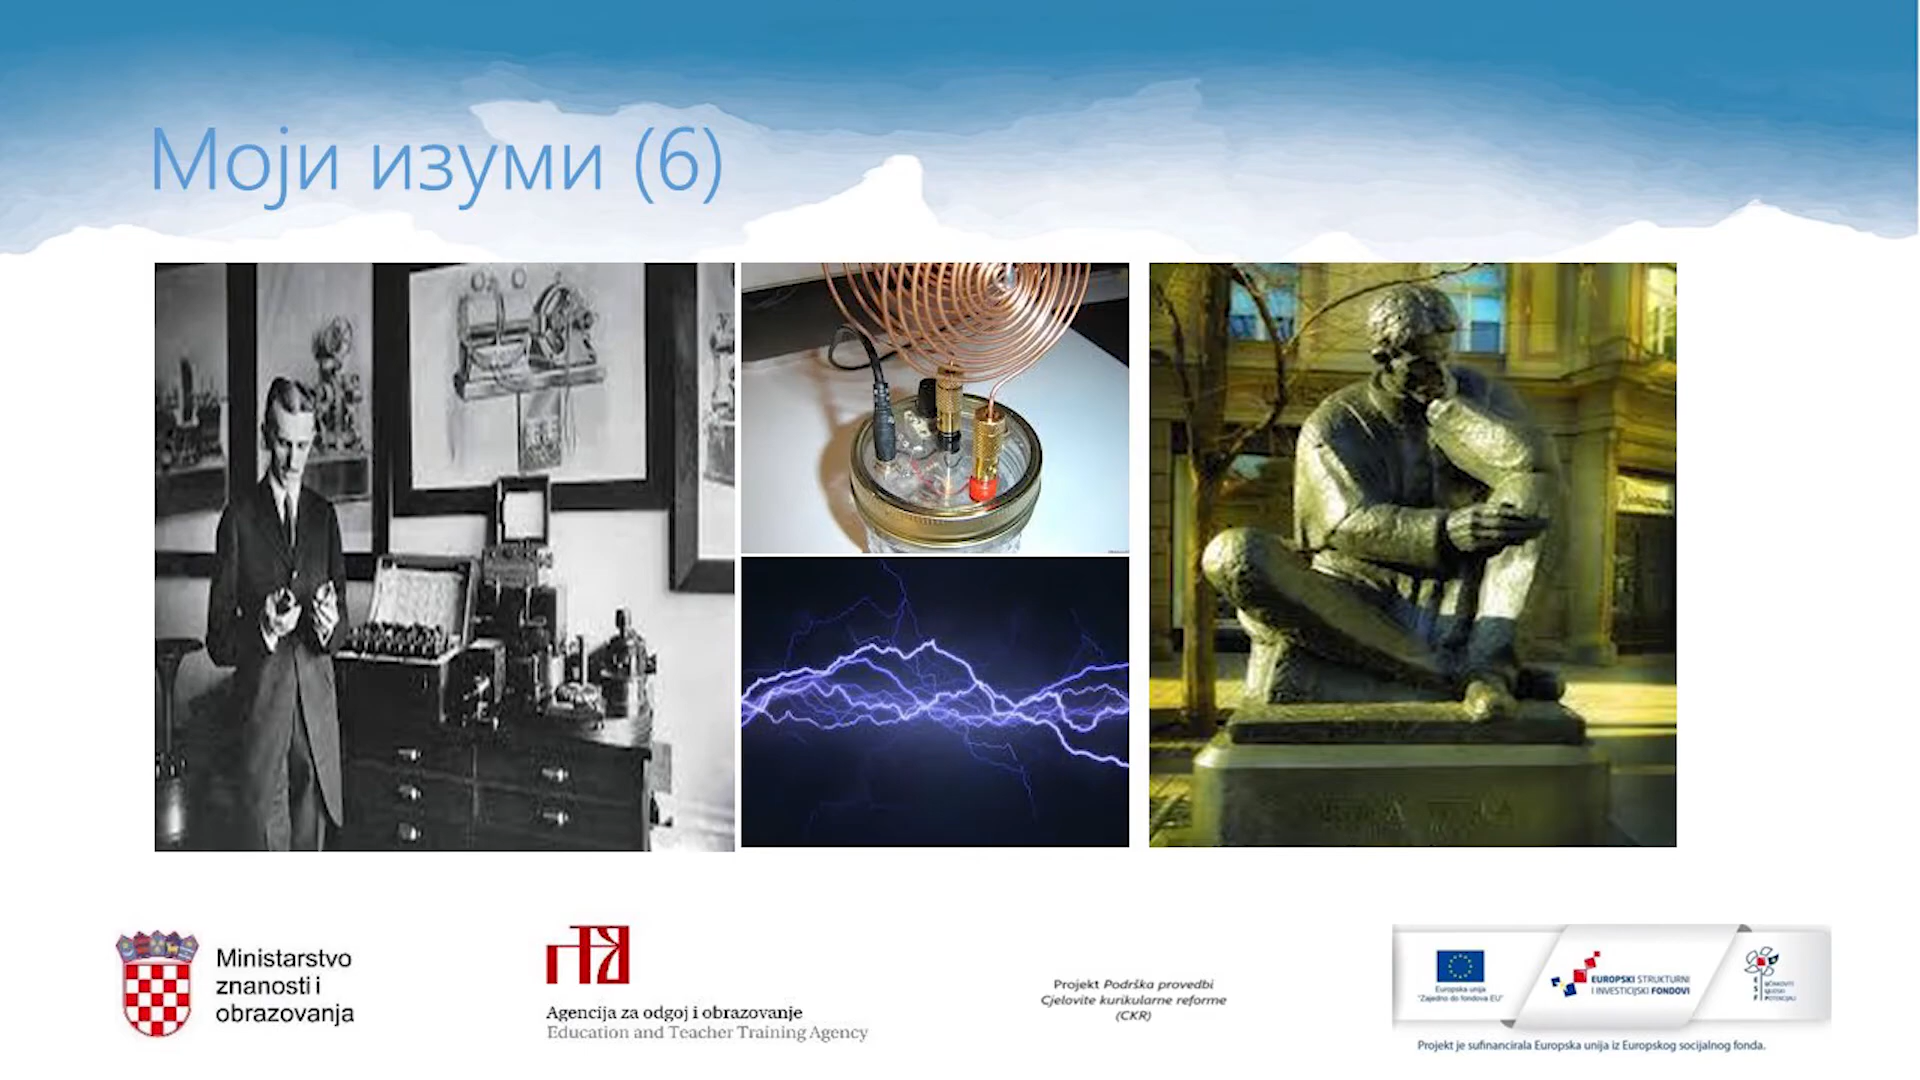 Моји изуми (6)
Ministarstvo
znanosti i
obrazovanja
Agencija za odgoj i obrazovanje
Education and Teacher Training Agency
Projekt Podrška provedbi
Cjelovite kurikularne reforme
(CKR)
Europska unija
"Zajedno do fondova EU"
EUROPSKI STRUKTURNI
I INVESTICIJSKI FONDOVI
Projekt je sufinancirala Europska unija iz Europskog socijalnog fonda.